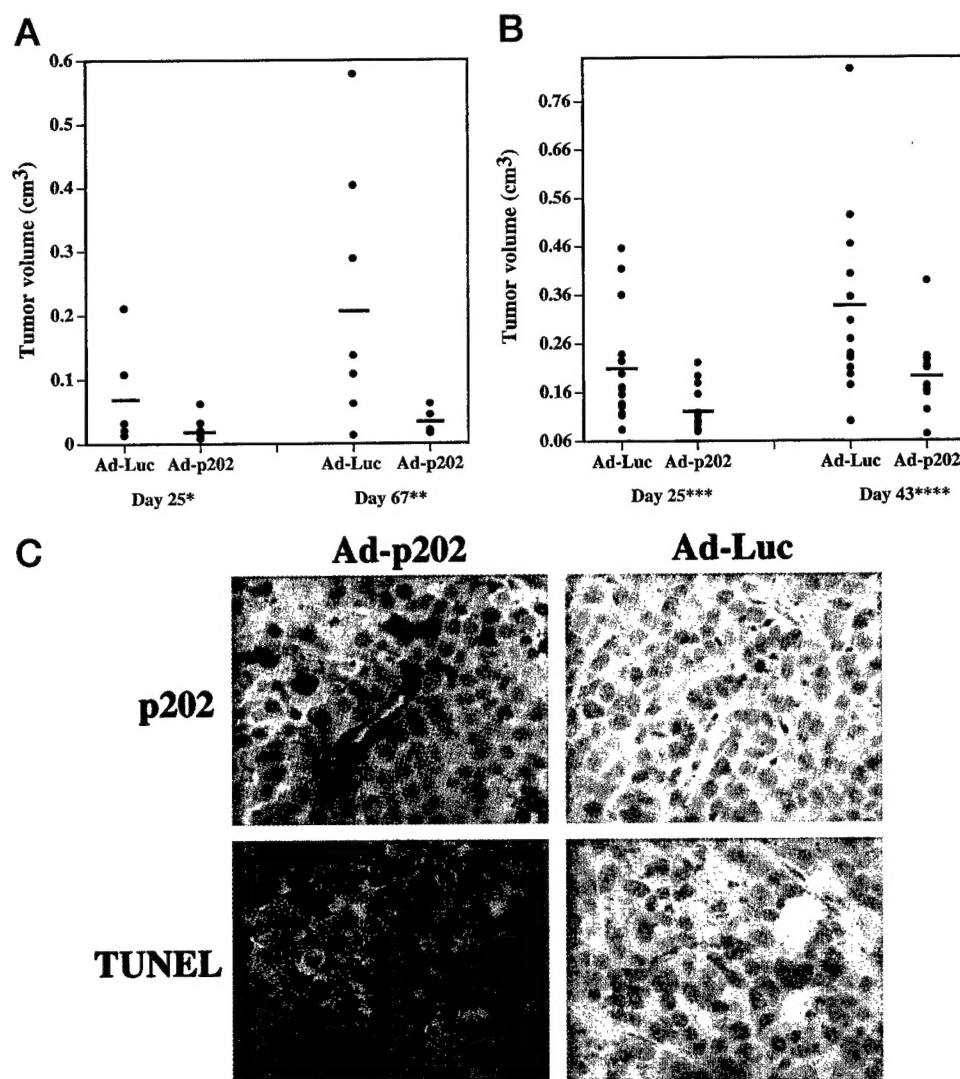 A
Tumor volume (cm³)
0.6
0.5
0.4
0.3
0.2
0.1
0
Ad-Luc Ad-p202 Ad-Luc Ad-p202
Day 25* Day 67**
B
Tumor volume (cm³)
0.76
0.66
0.56
0.46
0.36
0.26
0.16
0.06
Ad-Luc Ad-p202 Ad-Luc Ad-p202
Day 25*** Day 43****
C
Ad-p202 Ad-Luc
p202
TUNEL